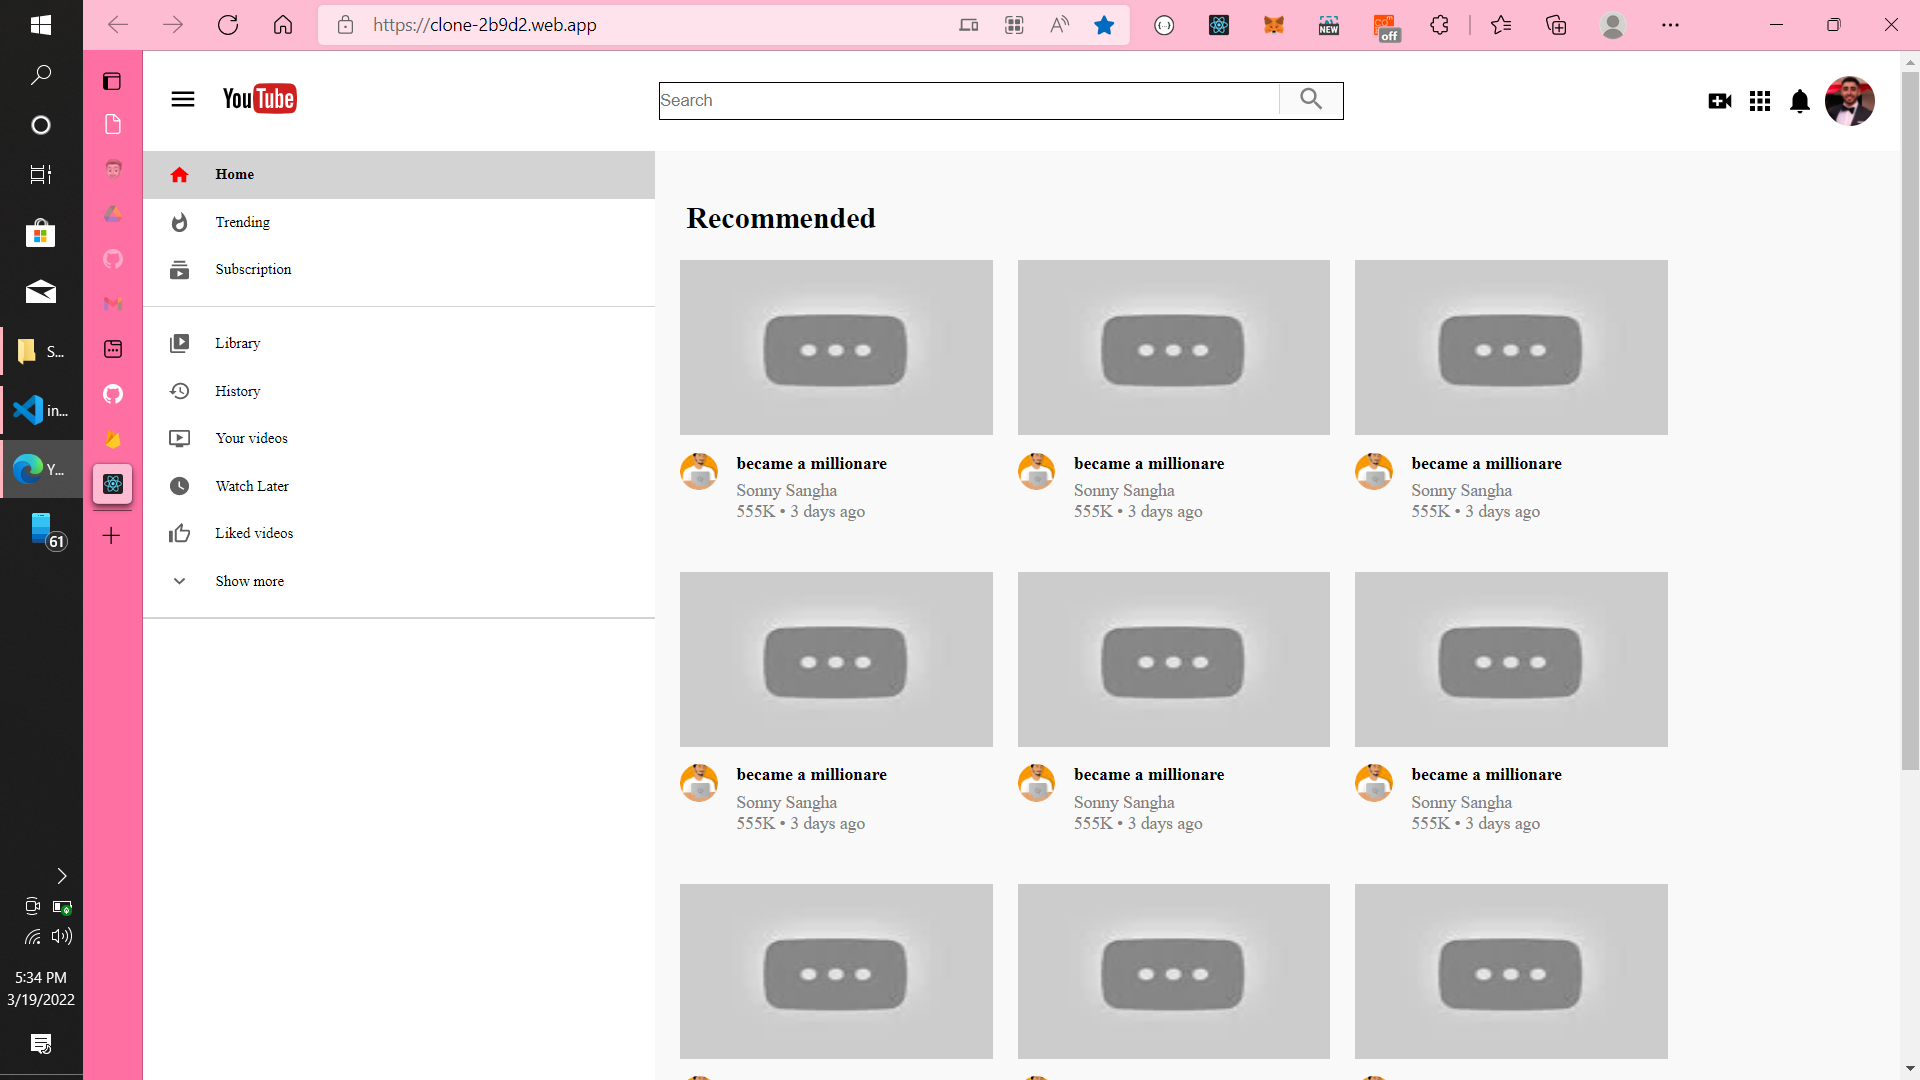 https://clone-2b9d2.web.app
NEW
off
YouTube
Search
Home
Trending
Subscription
Library
History
Your videos
Watch Later
Liked videos
Show more
Recommended
became a millionare
Sonny Sangha
555K • 3 days ago
became a millionare
Sonny Sangha
555K • 3 days ago
became a millionare
Sonny Sangha
555K • 3 days ago
became a millionare
Sonny Sangha
555K • 3 days ago
became a millionare
Sonny Sangha
555K • 3 days ago
became a millionare
Sonny Sangha
555K • 3 days ago
S...
in...
Y...
61
5:34 PM
3/19/2022